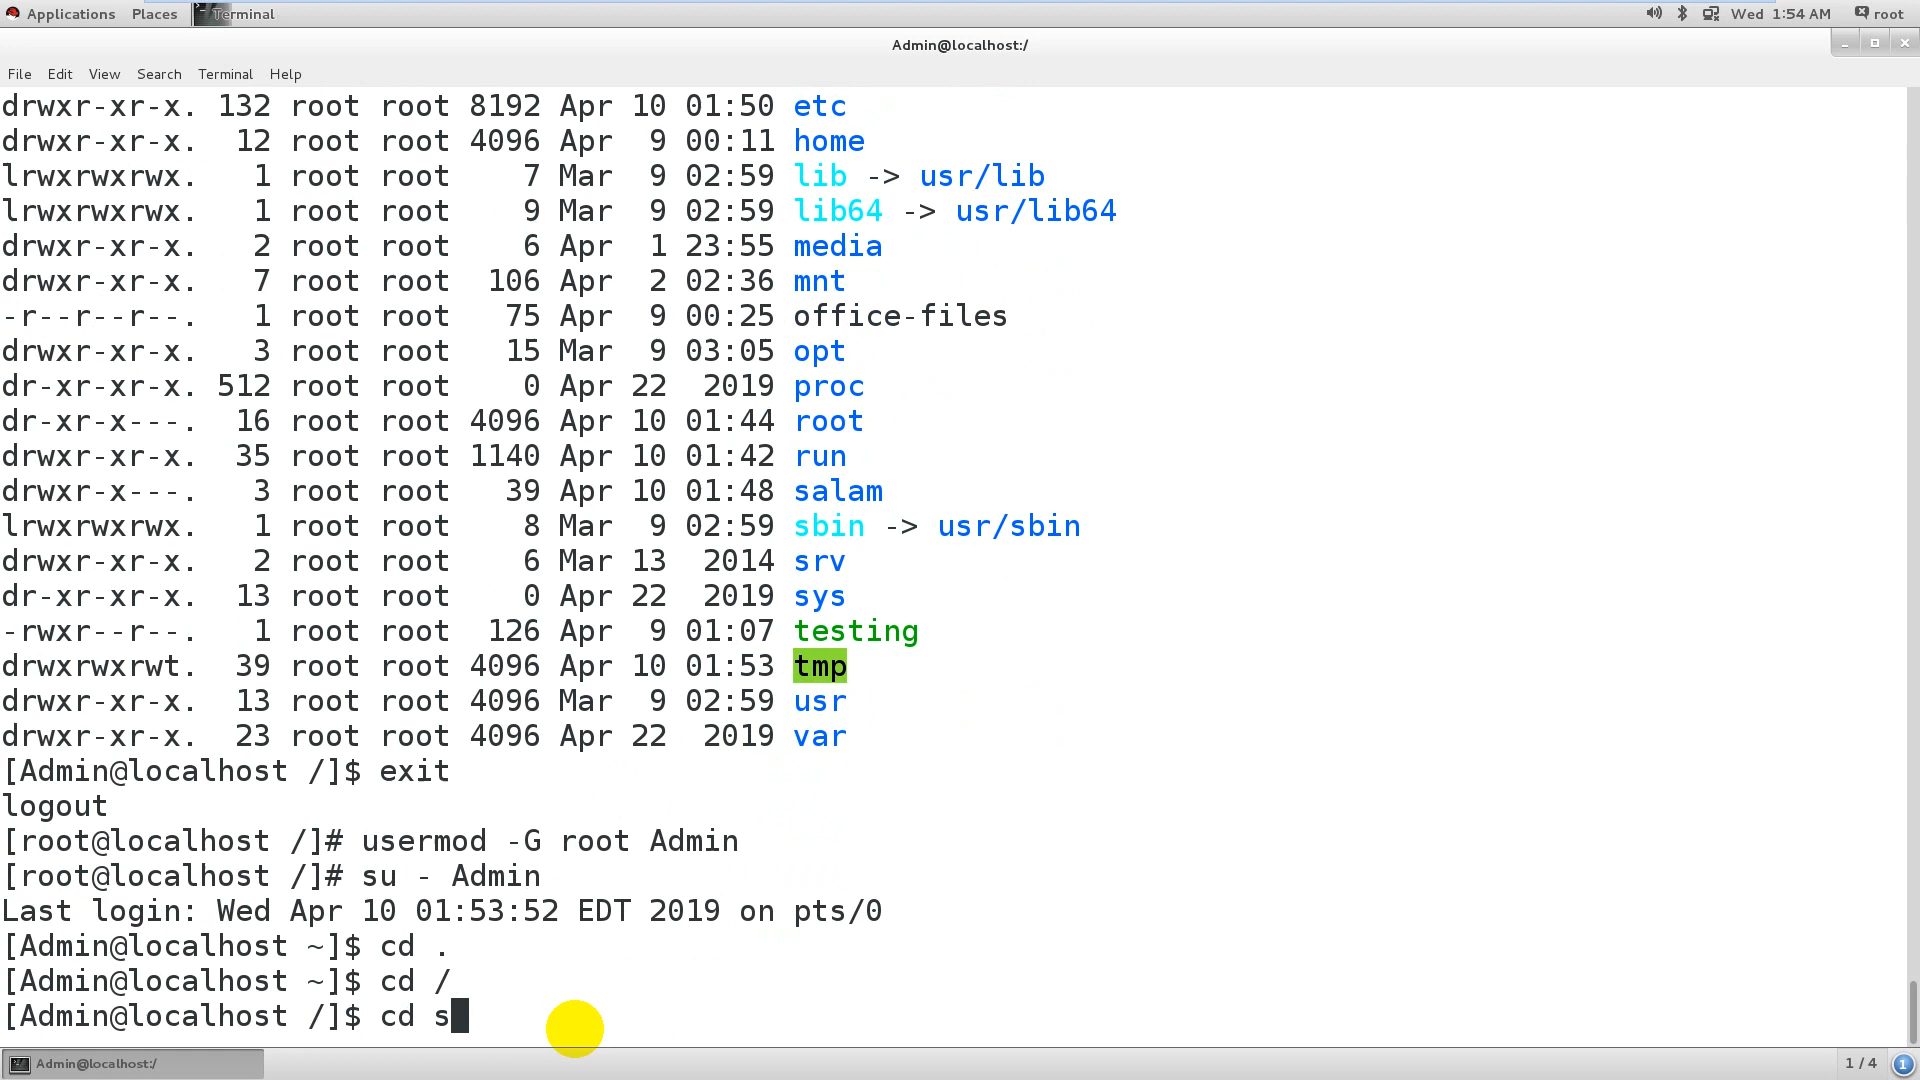 Applications Places Terminal Wed 1:54 AM root
Admin@localhost:/
File Edit View Search Terminal Help
drwxr-xr-x. 132 root root 8192 Apr 10 01:50 etc
drwxr-xr-x. 12 root root 4096 Apr 9 00:11 home
lrwxrwxrwx. 1 root root 7 Mar 9 02:59 lib -> usr/lib
lrwxrwxrwx. 1 root root 9 Mar 9 02:59 lib64 -> usr/lib64
drwxr-xr-x. 2 root root 6 Apr 1 23:55 media
drwxr-xr-x. 7 root root 106 Apr 2 02:36 mnt
-r--r--r--. 1 root root 75 Apr 9 00:25 office-files
drwxr-xr-x. 3 root root 15 Mar 9 03:05 opt
dr-xr-xr-x. 512 root root 0 Apr 22 2019 proc
dr-xr-x---. 16 root root 4096 Apr 10 01:44 root
drwxr-xr-x. 35 root root 1140 Apr 10 01:42 run
drwxr-x---. 3 root root 39 Apr 10 01:48 salam
lrwxrwxrwx. 1 root root 8 Mar 9 02:59 sbin -> usr/sbin
drwxr-xr-x. 2 root root 6 Mar 13 2014 srv
dr-xr-xr-x. 13 root root 0 Apr 22 2019 sys
-rwxr--r--. 1 root root 126 Apr 9 01:07 testing
drwxrwxrwt. 39 root root 4096 Apr 10 01:53 tmp
drwxr-xr-x. 13 root root 4096 Mar 9 02:59 usr
drwxr-xr-x. 23 root root 4096 Apr 22 2019 var
[Admin@localhost /]$ exit
logout
[root@localhost /]# usermod -G root Admin
[root@localhost /]# su - Admin
Last login: Wed Apr 10 01:53:52 EDT 2019 on pts/0
[Admin@localhost ~]$ cd .
[Admin@localhost ~]$ cd /
[Admin@localhost /]$ cd s
Admin@localhost:/ 1 / 4 1